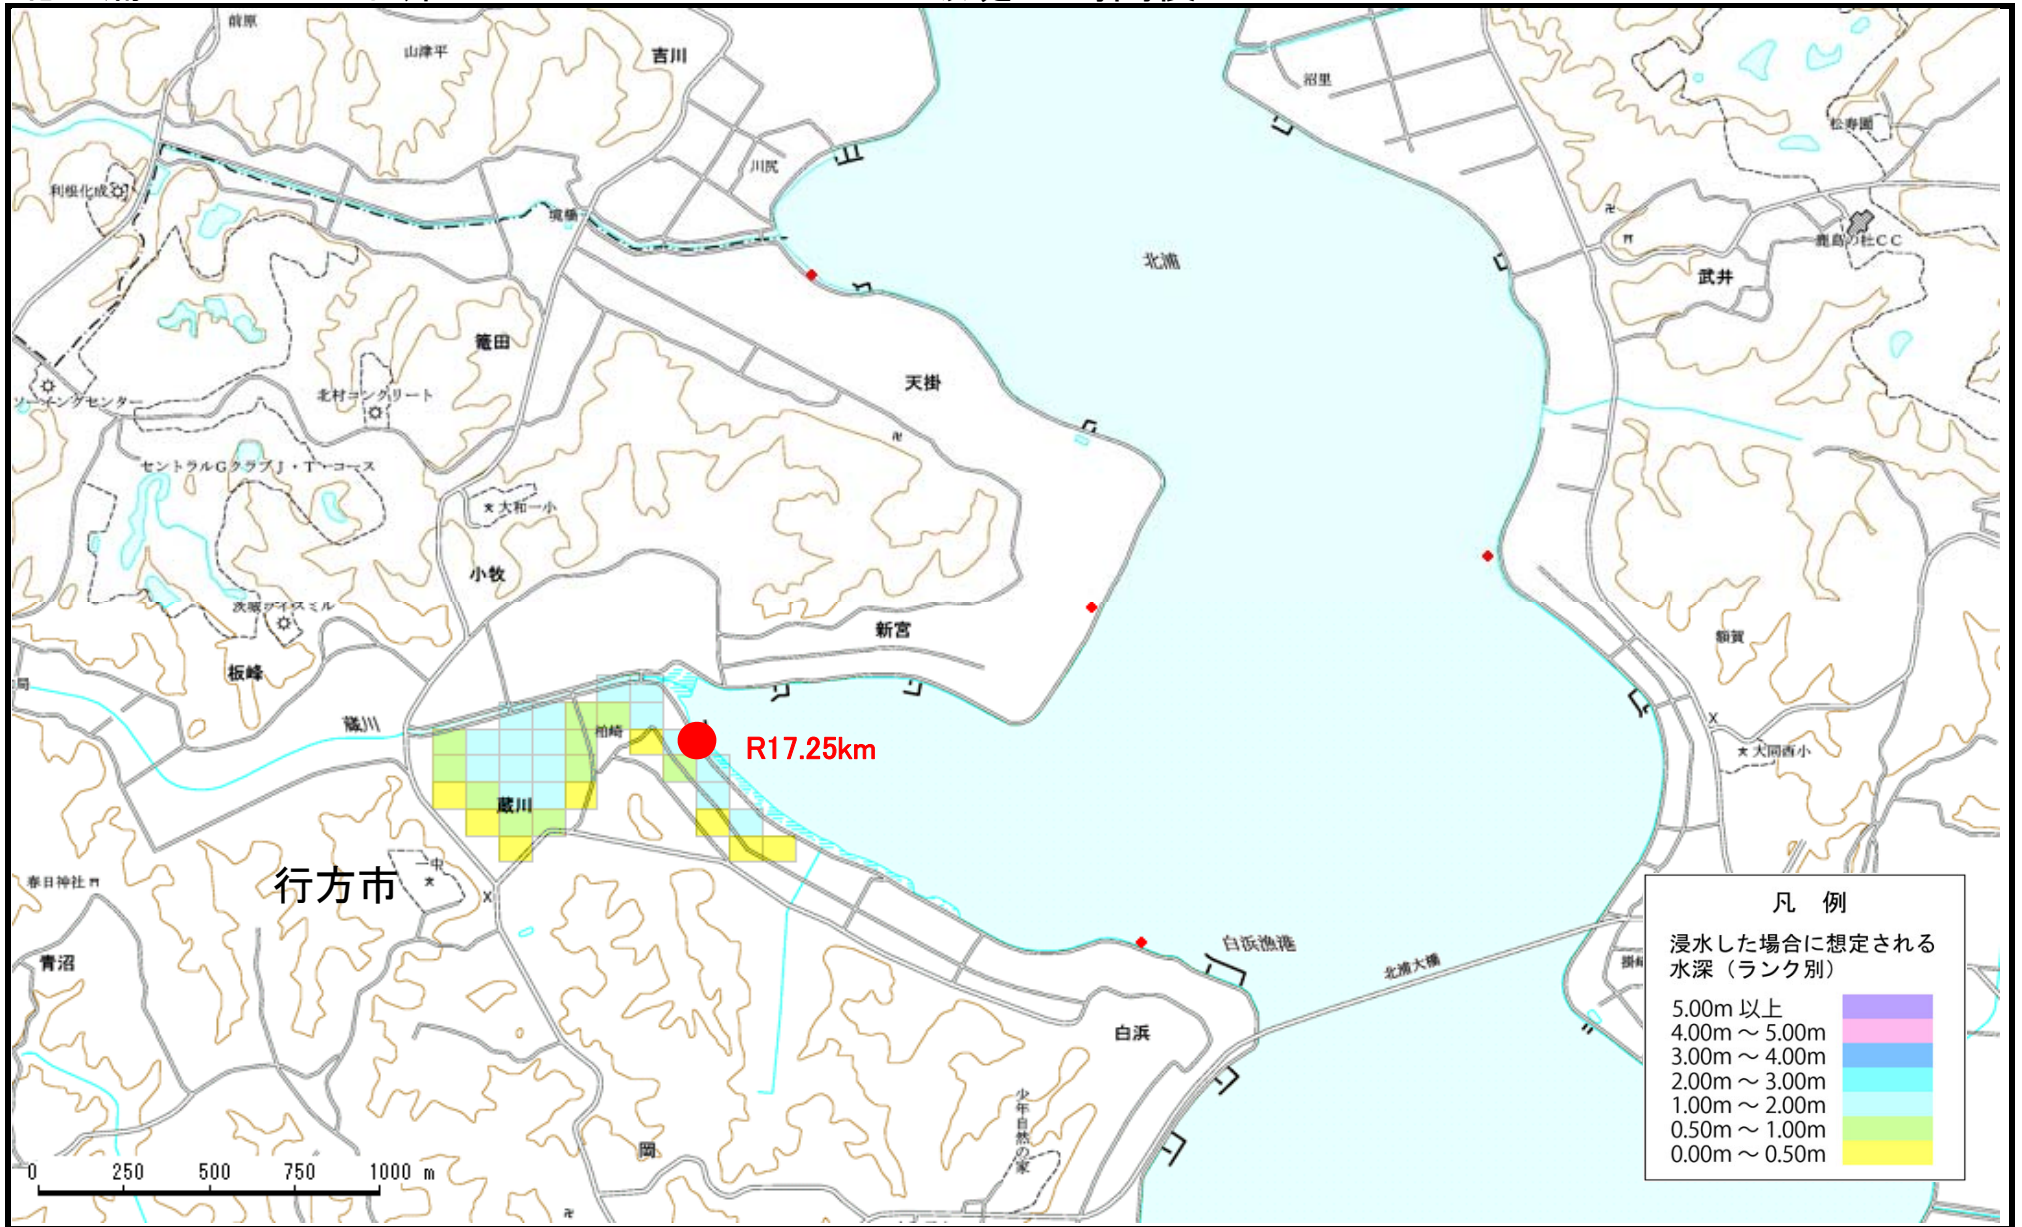 前原
山津平
吉川
沼里
松寿園
川尻
利根化成
境橋
鹿島の杜CC
北浦
武井
篭田
天掛
北村コンクリート
ソーイングセンター
セントラルGクラブJ・T・コース
大和一小
小牧
茨城ライスミル
新宮
額賀
板峰
局
蔵川
柏崎
R17.25km
大同西小
蔵川
一中
行方市
春日神社
青沼
白浜漁港
北浦大橋
白浜
少年自然の家
岡
凡 例
浸水した場合に想定される
水深（ランク別）
5.00m 以上
4.00m ～ 5.00m
3.00m ～ 4.00m
2.00m ～ 3.00m
1.00m ～ 2.00m
0.50m ～ 1.00m
0.00m ～ 0.50m
0 250 500 750 1000 m